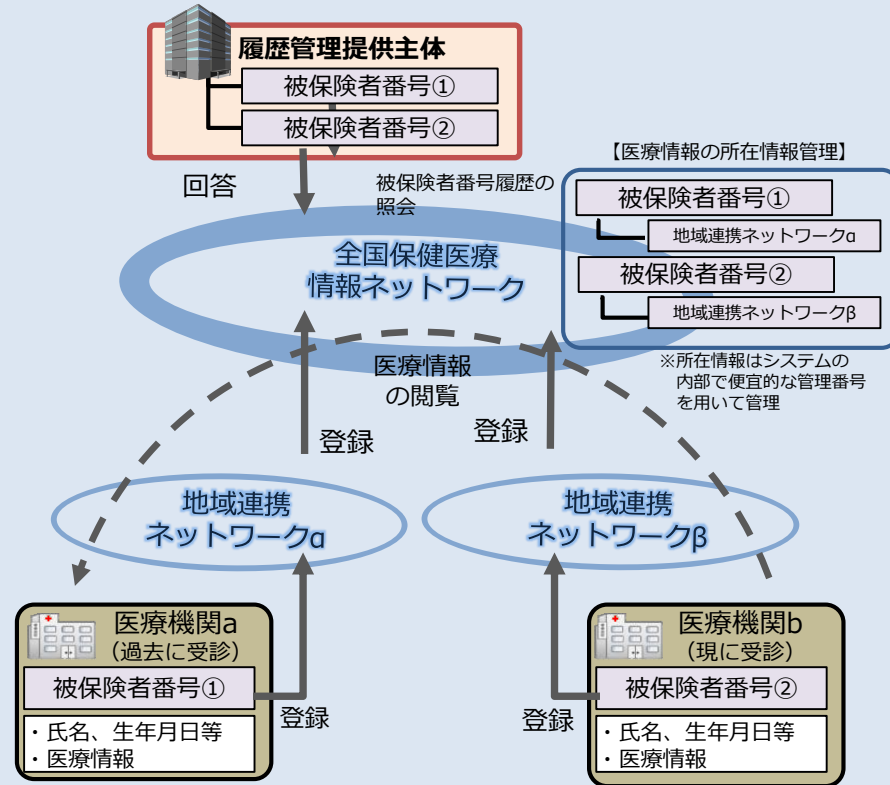 履歴管理提供主体
被保険者番号①
被保険者番号②
回答
被保険者番号履歴の
照会
【医療情報の所在情報管理】
被保険者番号①
地域連携ネットワークα
被保険者番号②
地域連携ネットワークβ
※所在情報はシステムの
内部で便宜的な管理番号
を用いて管理
全国保健医療
情報ネットワーク
医療情報
の閲覧
登録
登録
地域連携
ネットワークα
地域連携
ネットワークβ
医療機関a
（過去に受診）
被保険者番号①
・氏名、生年月日等
・医療情報
登録
医療機関b
（現に受診）
被保険者番号②
・氏名、生年月日等
・医療情報
登録